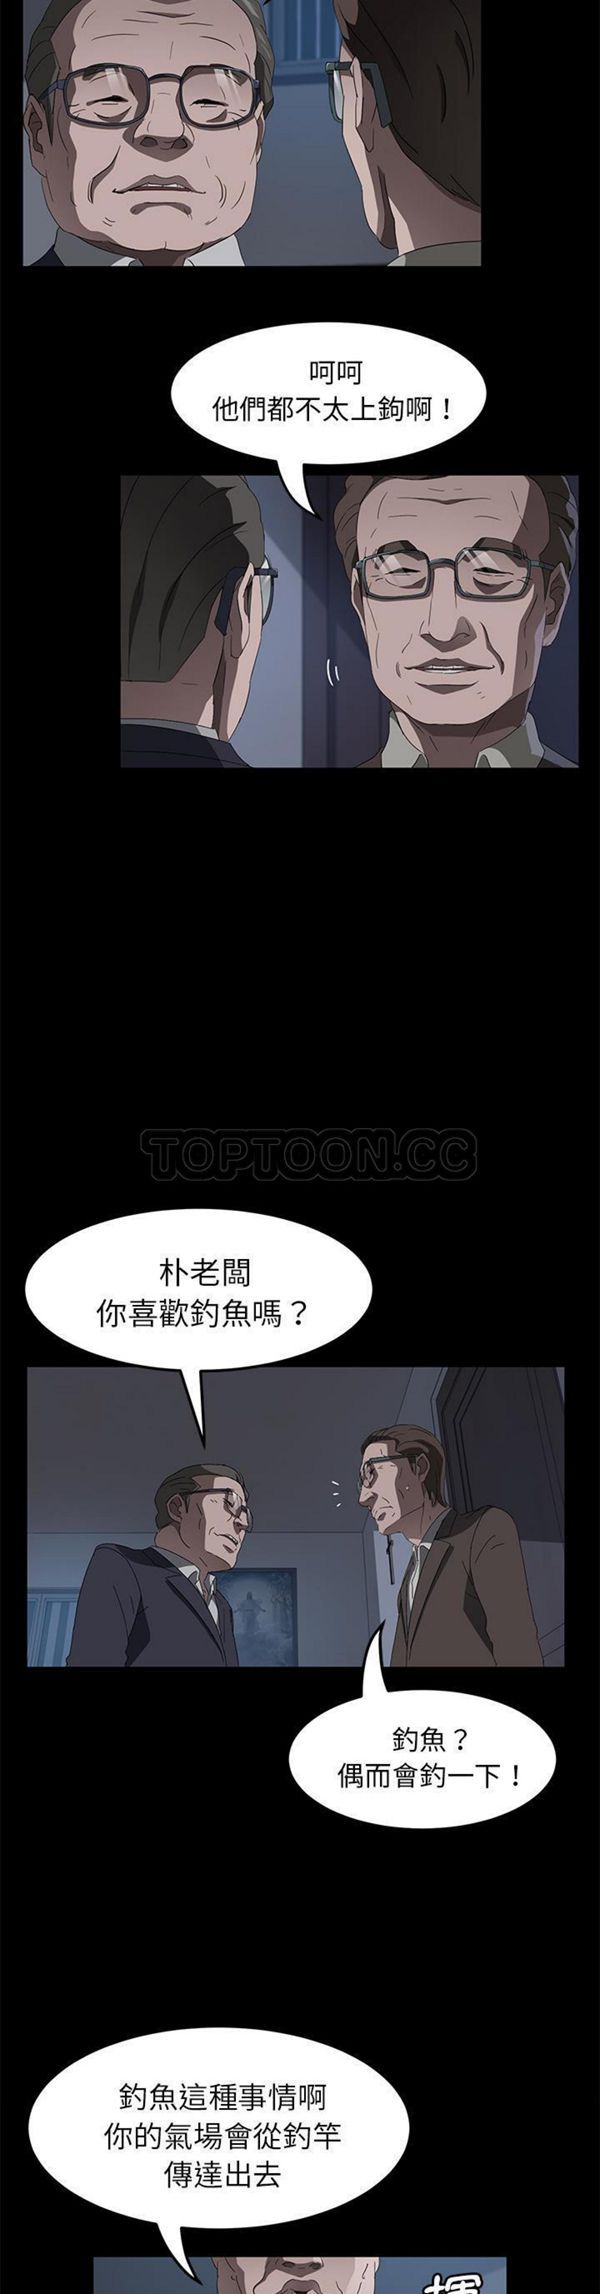 呵呵
他們都不太上鉤啊！
TOPTOON.CC
朴老闆
你喜歡釣魚嗎？
釣魚？
偶而會釣一下！
釣魚這種事情啊
你的氣場會從釣竿
傳達出去